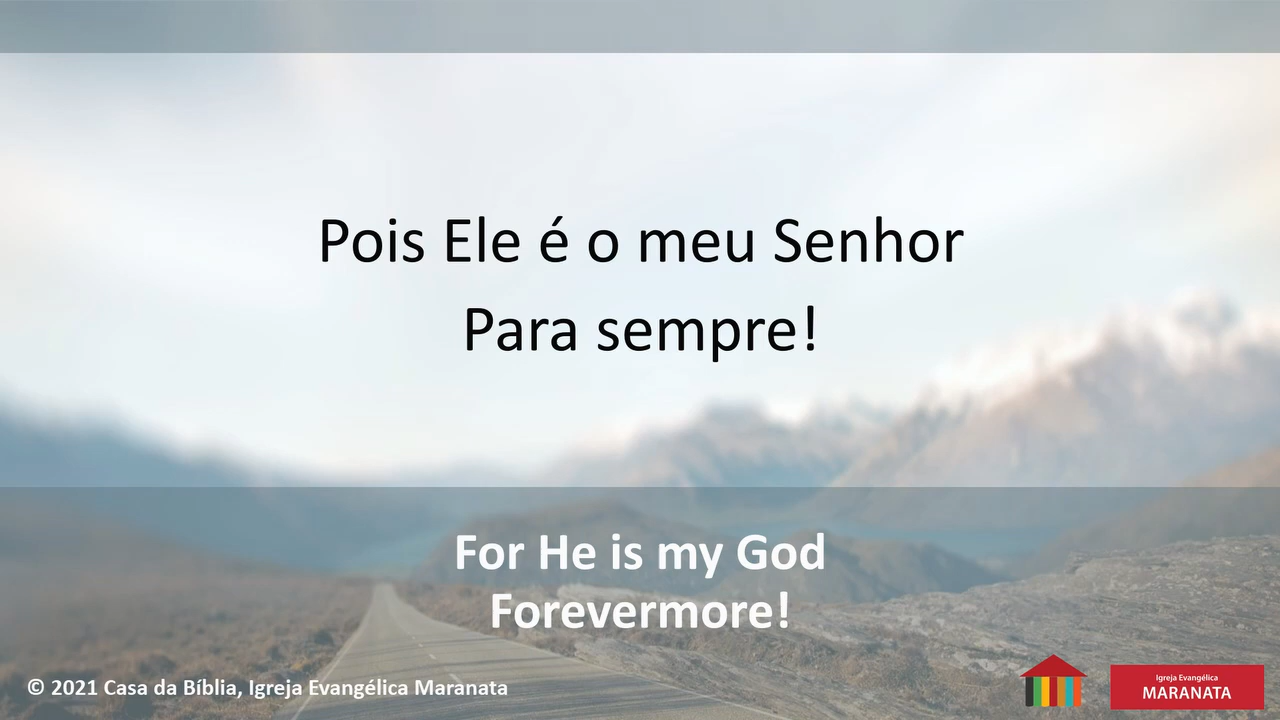 Pois Ele é o meu Senhor
Para sempre!
For He is my God
Forevermore!
© 2021 Casa da Bíblia, Igreja Evangélica Maranata
Igreja Evangélica
MARANATA